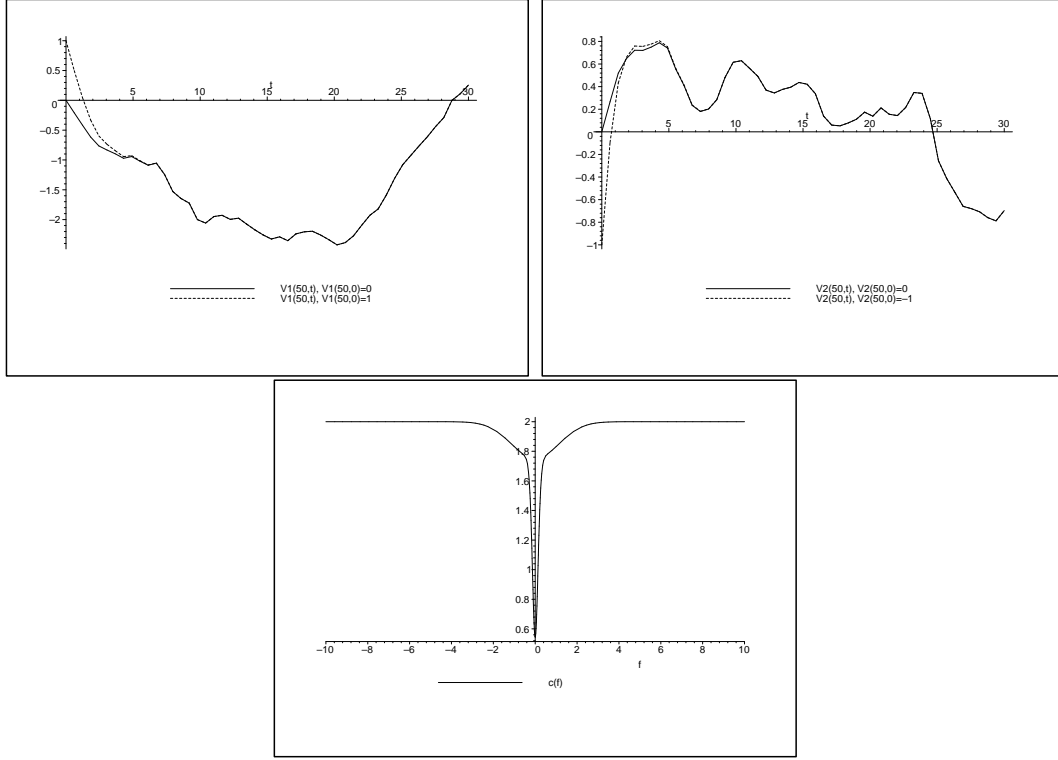 1
0.5
0
–0.5
–1
–1.5
–2
5 10 15 20 25 30
t
V1(50,t), V1(50,0)=0
V1(50,t), V1(50,0)=1
0.8
0.6
0.4
0.2
0
–0.2
–0.4
–0.6
–0.8
–1
5 10 15 20 25 30
t
V2(50,t), V2(50,0)=0
V2(50,t), V2(50,0)=–1
2
1.8
1.6
1.4
1.2
1
0.8
0.6
–10 –8 –6 –4 –2 0 2 4 6 8 10
f
c(f)